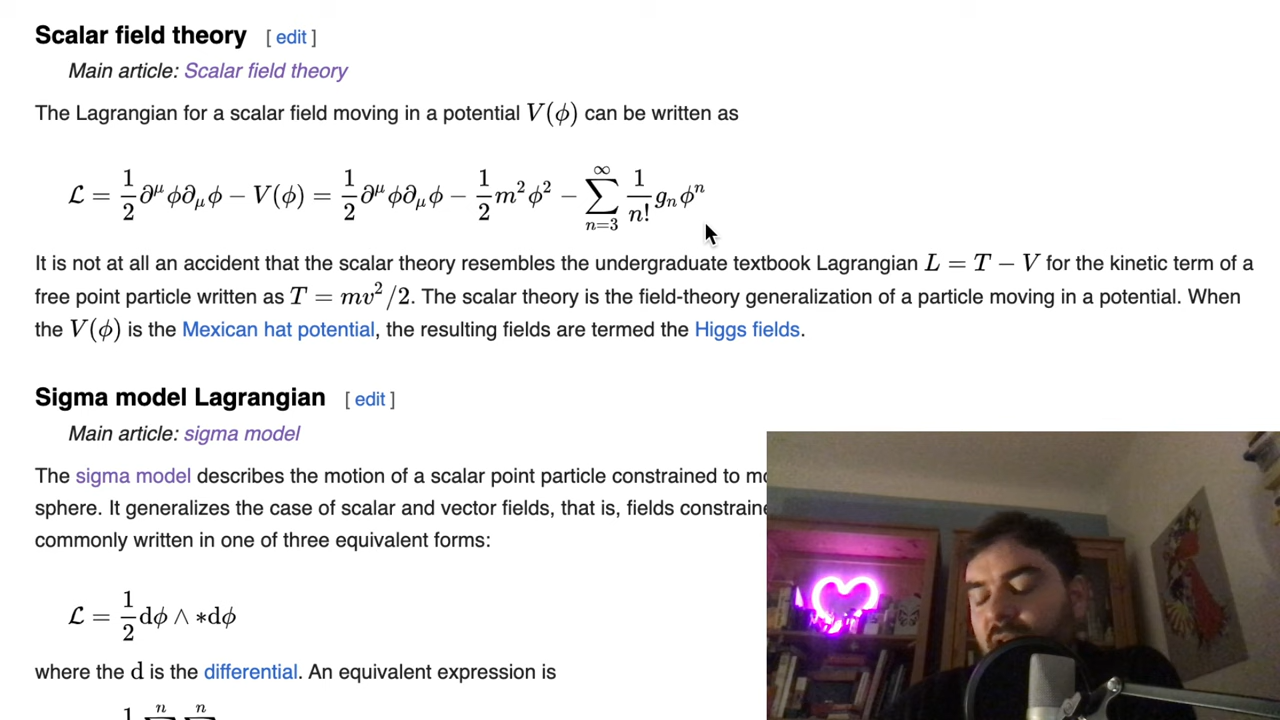 Scalar field theory [ edit ]
Main article: Scalar field theory
The Lagrangian for a scalar field moving in a potential V(ϕ) can be written as
ℒ = 1/2 ∂^μ ϕ∂_μ ϕ − V(ϕ) = 1/2 ∂^μ ϕ∂_μ ϕ − 1/2 m² ϕ² − ∑_{n=3}^{∞} 1/n! g_n ϕ^n
It is not at all an accident that the scalar theory resembles the undergraduate textbook Lagrangian L = T − V for the kinetic term of a
free point particle written as T = mv²/2. The scalar theory is the field-theory generalization of a particle moving in a potential. When
the V(ϕ) is the Mexican hat potential, the resulting fields are termed the Higgs fields.
Sigma model Lagrangian [ edit ]
Main article: sigma model
The sigma model describes the motion of a scalar point particle constrained to
sphere. It generalizes the case of scalar and vector fields, that is, fields
commonly written in one of three equivalent forms:
ℒ = 1/2 dϕ ∧ *dϕ
where the d is the differential. An equivalent expression is